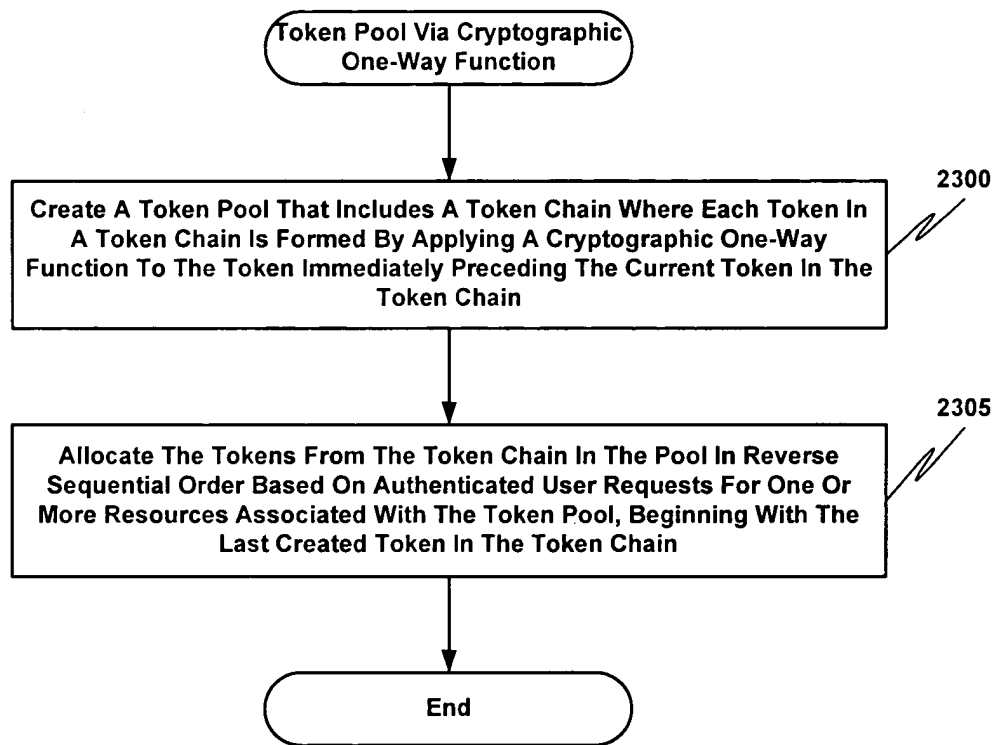 Token Pool Via Cryptographic
One-Way Function
2300
Create A Token Pool That Includes A Token Chain Where Each Token In
A Token Chain Is Formed By Applying A Cryptographic One-Way
Function To The Token Immediately Preceding The Current Token In The
Token Chain
2305
Allocate The Tokens From The Token Chain In The Pool In Reverse
Sequential Order Based On Authenticated User Requests For One Or
More Resources Associated With The Token Pool, Beginning With The
Last Created Token In The Token Chain
End